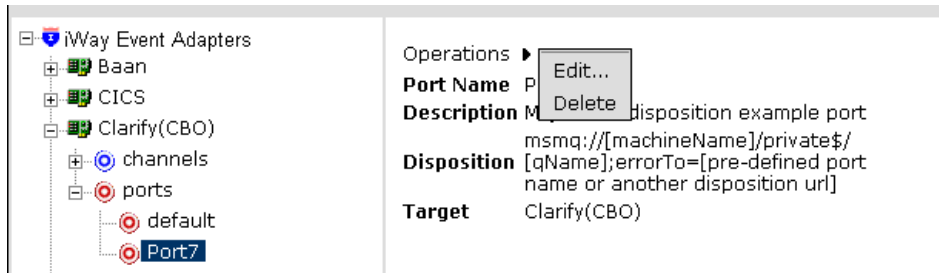 iWay Event Adapters
Baan
CICS
Clarify(CBO)
channels
ports
default
Port7
Operations
Edit...
Delete
Port Name P
Description M disposition example port
Disposition msmq://[machineName]/private$/
[qName];errorTo=[pre-defined port
name or another disposition url]
Target Clarify(CBO)